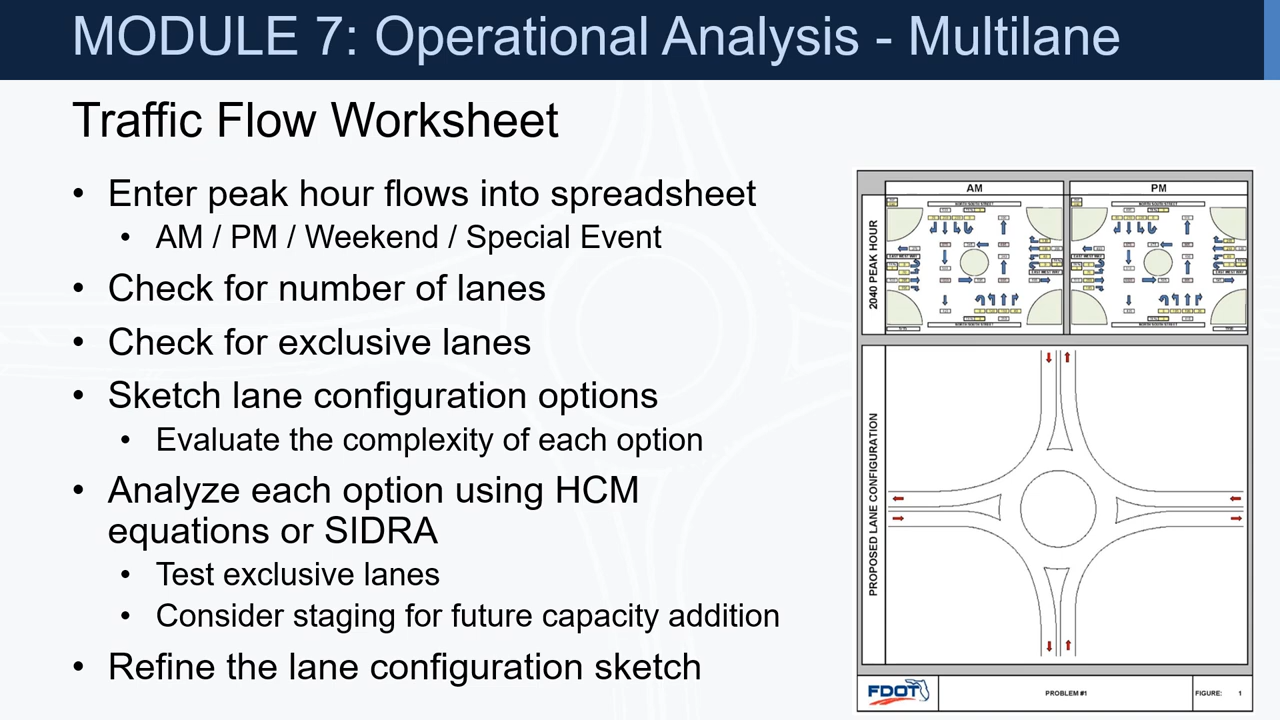 MODULE 7: Operational Analysis - Multilane
Traffic Flow Worksheet
• Enter peak hour flows into spreadsheet
• AM / PM / Weekend / Special Event
• Check for number of lanes
• Check for exclusive lanes
• Sketch lane configuration options
• Evaluate the complexity of each option
• Analyze each option using HCM
equations or SIDRA
• Test exclusive lanes
• Consider staging for future capacity addition
• Refine the lane configuration sketch
AM
PM
2040 PEAK HOUR
PROPOSED LANE CONFIGURATION
FDOT
PROBLEM #1
FIGURE: 1